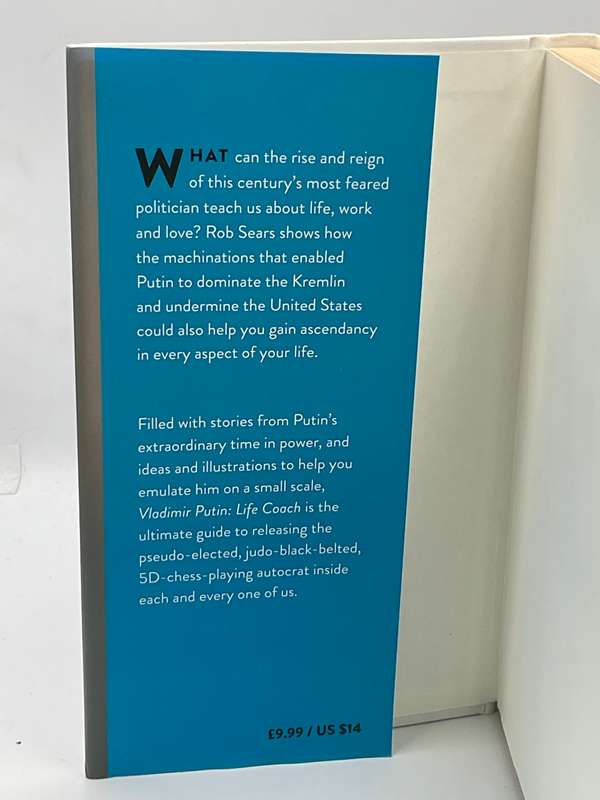 WHAT can the rise and reign
of this century's most feared
politician teach us about life, work
and love? Rob Sears shows how
the machinations that enabled
Putin to dominate the Kremlin
and undermine the United States
could also help you gain ascendancy
in every aspect of your life.
Filled with stories from Putin's
extraordinary time in power, and
ideas and illustrations to help you
emulate him on a small scale,
Vladimir Putin: Life Coach is the
ultimate guide to releasing the
pseudo-elected, judo-black-belted,
5D-chess-playing autocrat inside
each and every one of us.
£9.99 / US $14